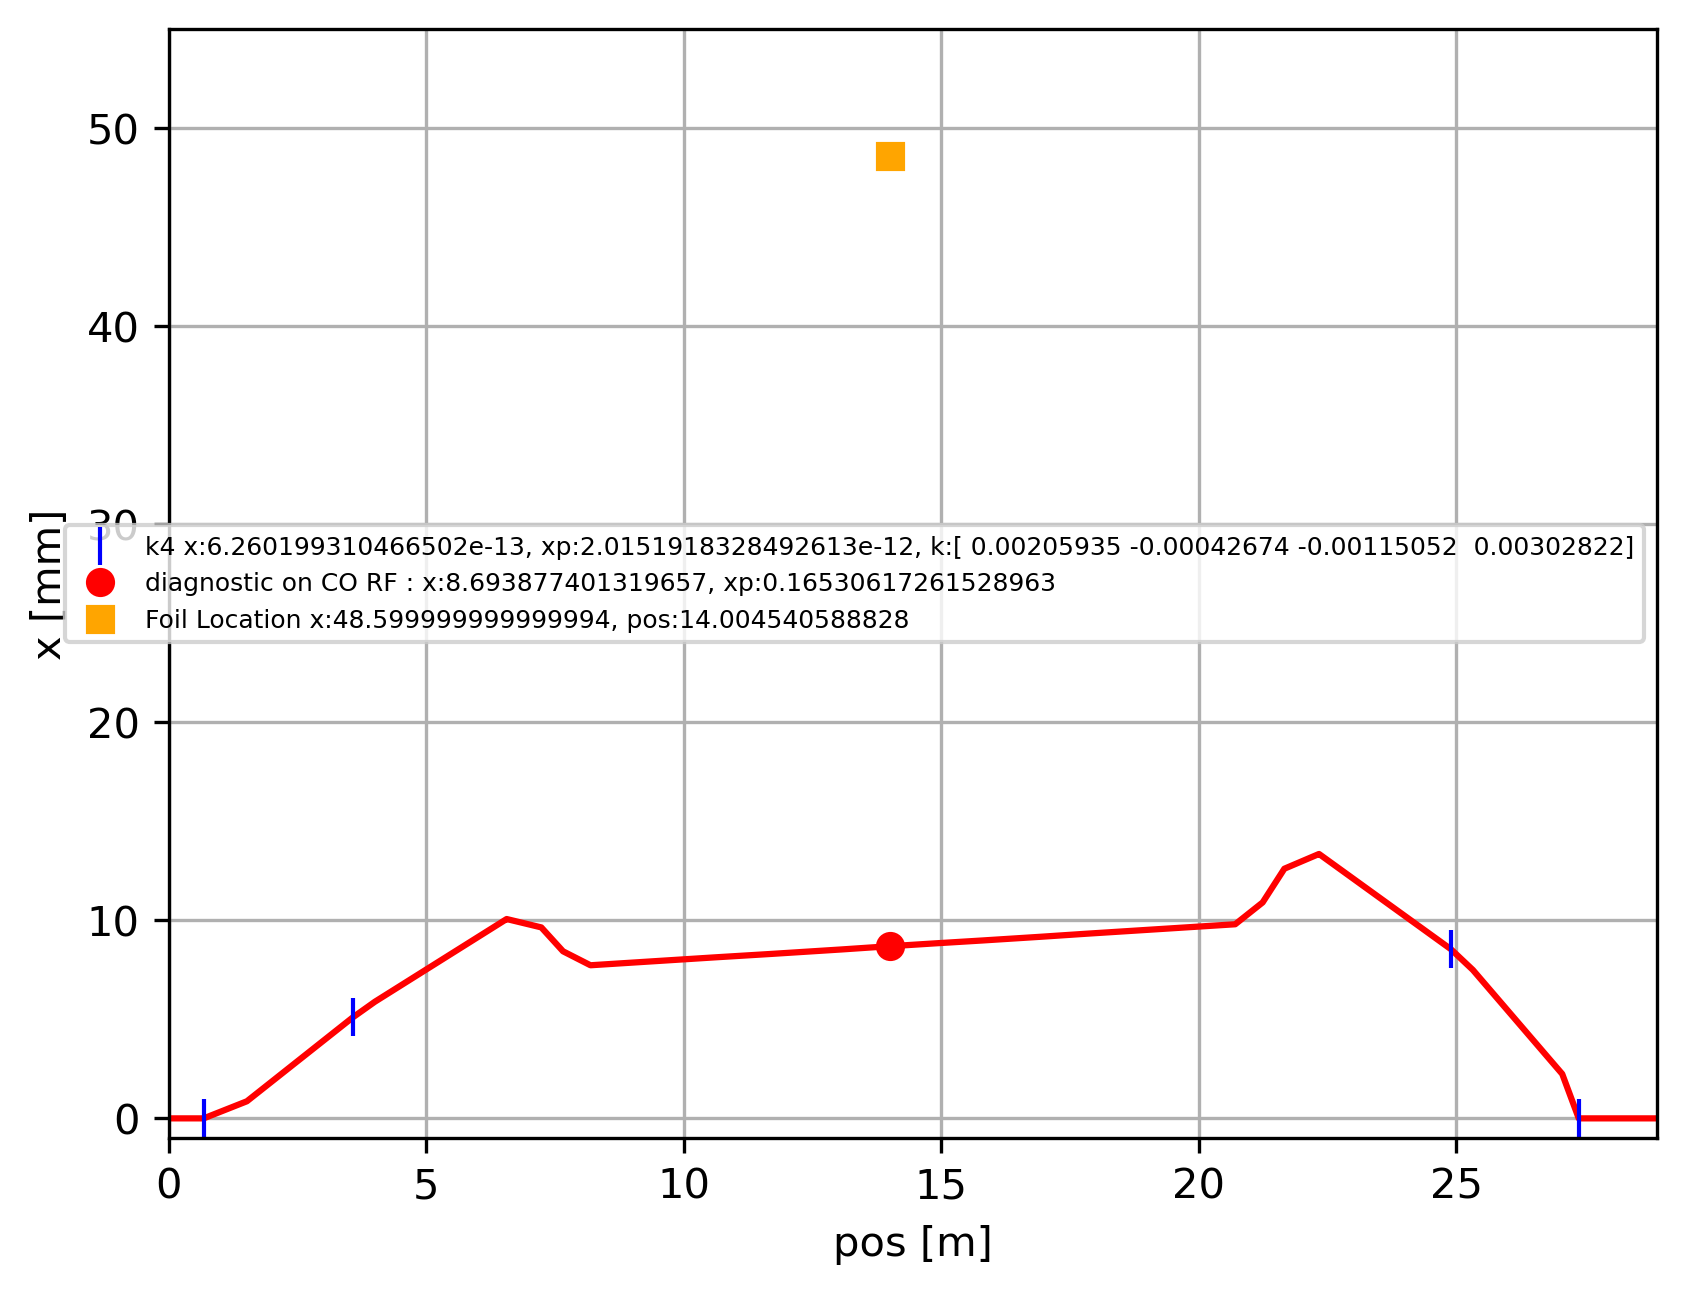 50
40
30
x [mm]
k4 x:6.260199310466502e-13, xp:2.0151918328492613e-12, k:[ 0.00205935 -0.00042674 -0.00115052  0.00302822]
diagnostic on CO RF : x:8.693877401319657, xp:0.16530617261528963
Foil Location x:48.599999999999994, pos:14.004540588828
20
10
0
0 5 10 15 20 25
pos [m]